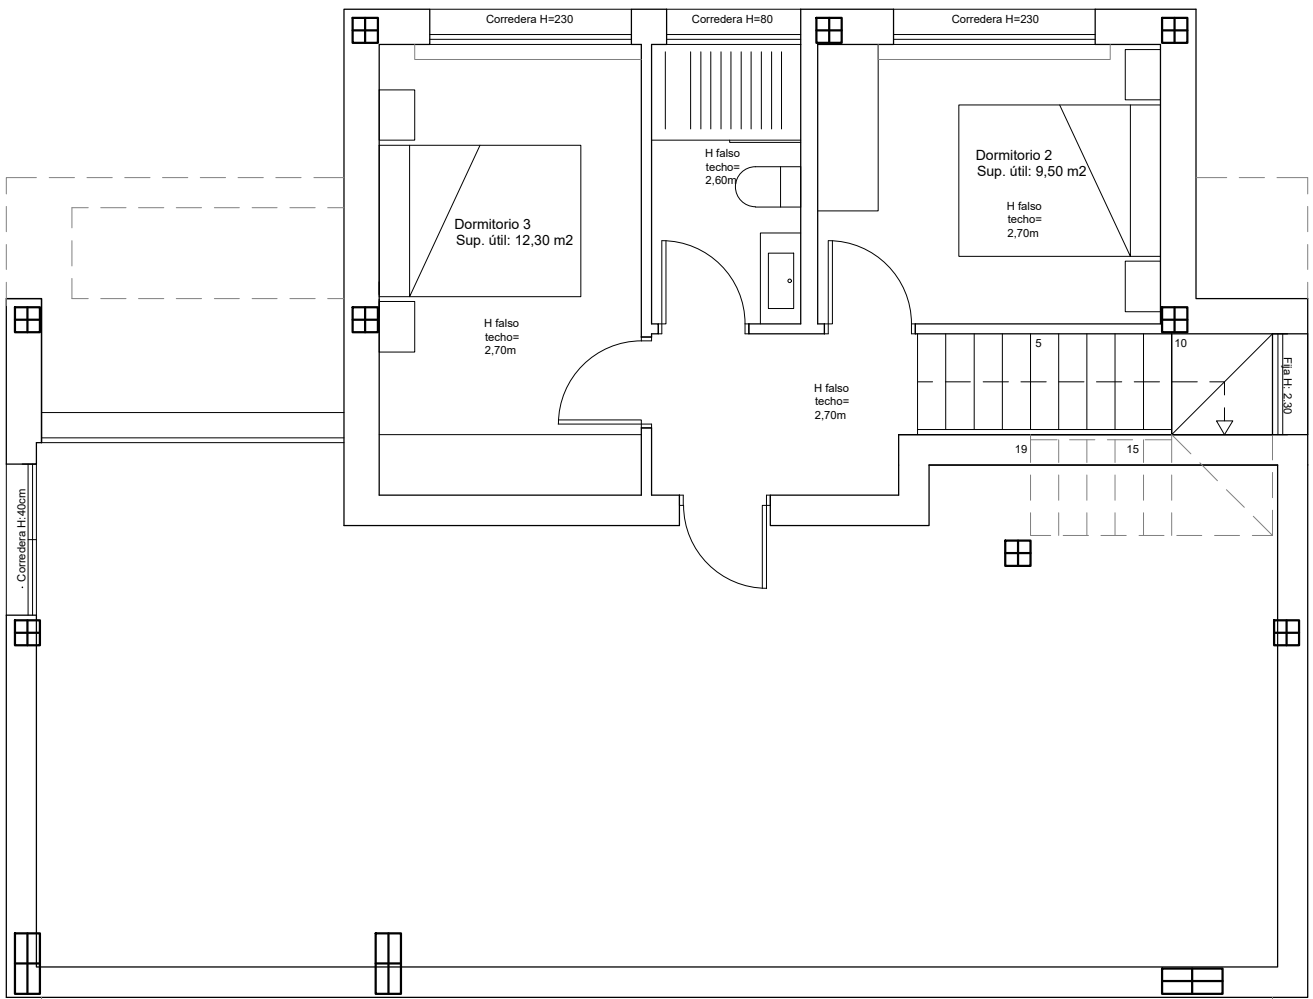 Corredera H=230
Corredera H=80
Corredera H=230
H falso
techo=
2,60m
Dormitorio 2
Sup. útil: 9,50 m2
H falso
techo=
2,70m
Dormitorio 3
Sup. útil: 12,30 m2
H falso
techo=
2,70m
5
10
Fija H: 2.30
H falso
techo=
2,70m
19
15
· Corredera H:40cm